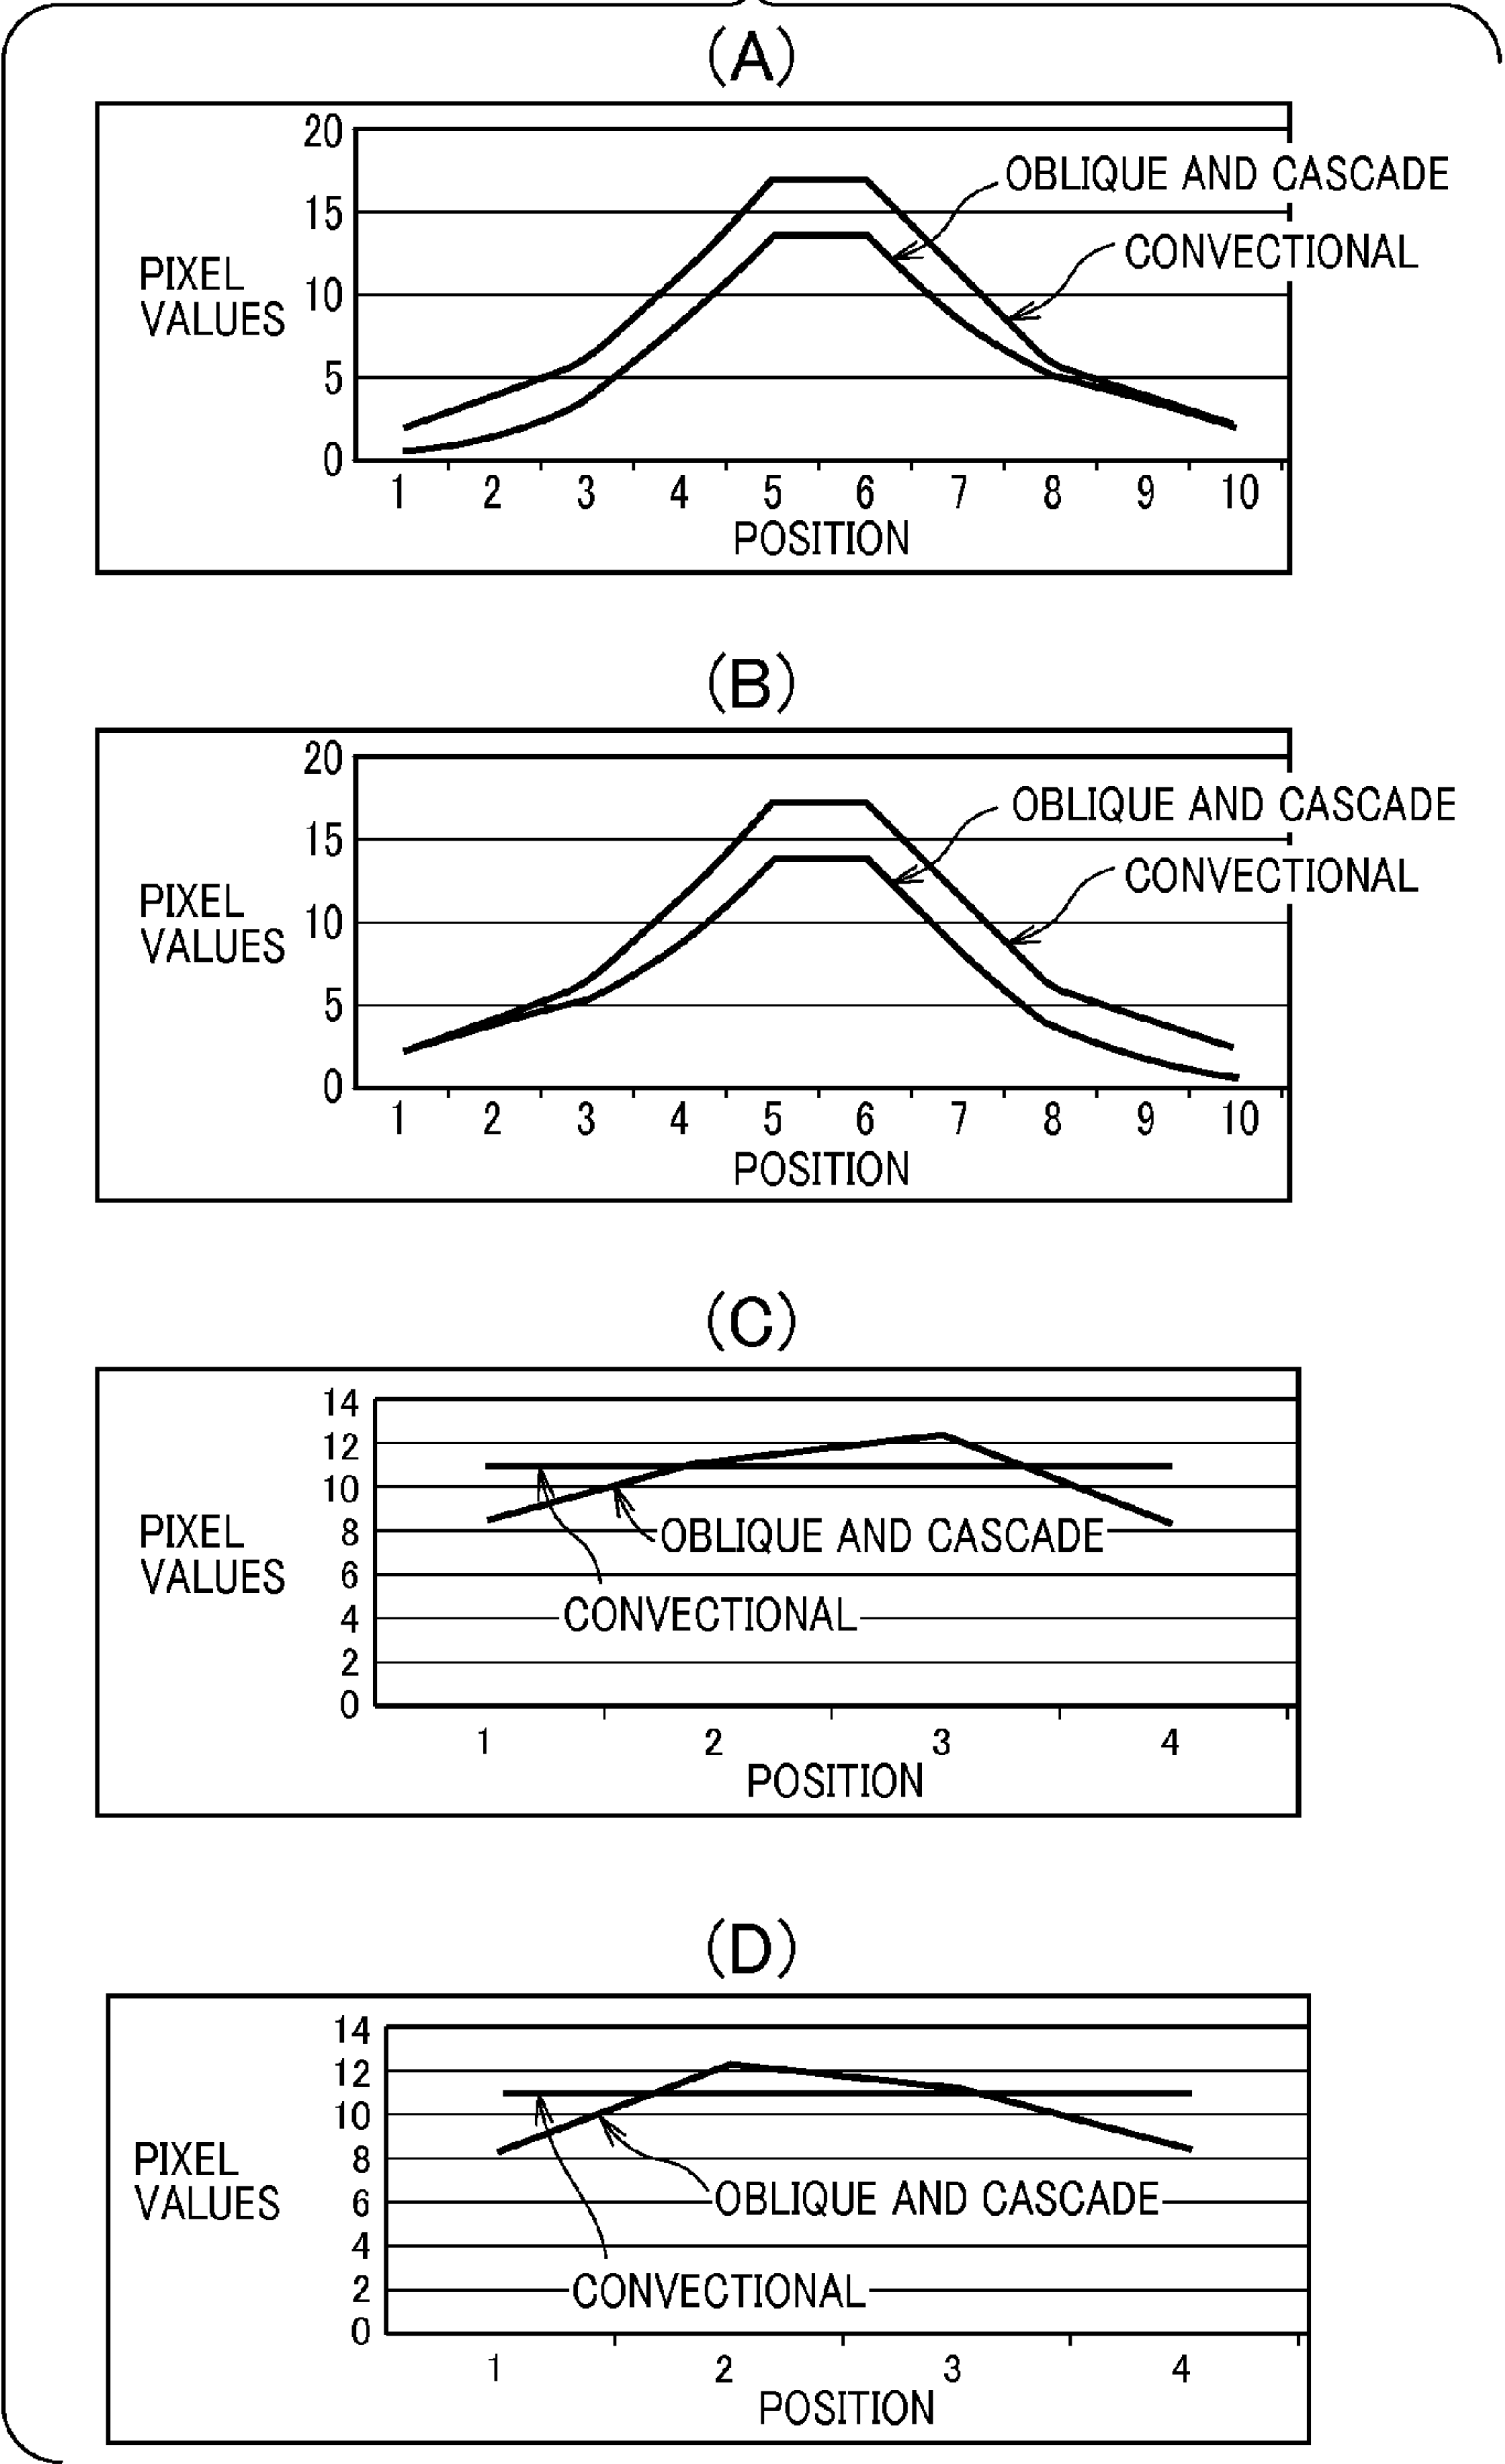 (A)
20
OBLIQUE AND CASCADE
15
CONVECTIONAL
PIXEL
VALUES
10
5
0
1 2 3 4 5 6 7 8 9 10
POSITION
(B)
20
OBLIQUE AND CASCADE
15
CONVECTIONAL
PIXEL
VALUES
10
5
0
1 2 3 4 5 6 7 8 9 10
POSITION
(C)
14
12
10
PIXEL
VALUES
8
OBLIQUE AND CASCADE
6
4
CONVECTIONAL
2
0
1 2 3 4
POSITION
(D)
14
12
10
PIXEL
VALUES
8
6
OBLIQUE AND CASCADE
4
2
CONVECTIONAL
0
1 2 3 4
POSITION